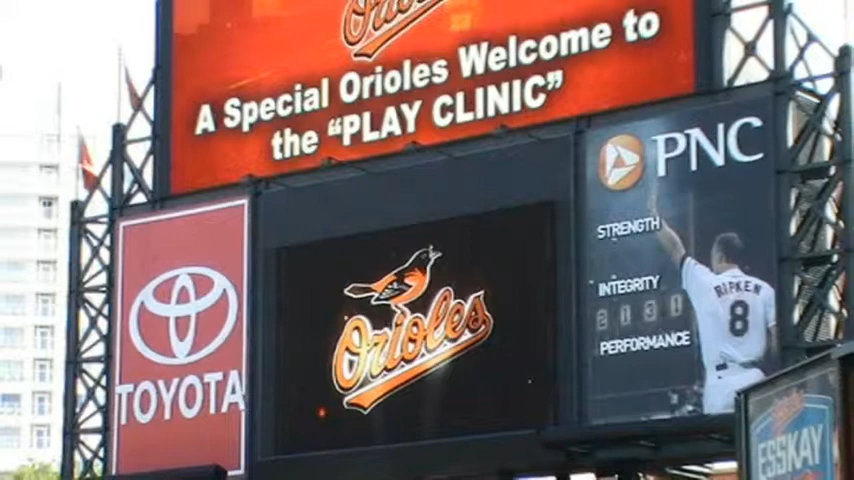 Orioles
A Special Orioles Welcome to
the "PLAY CLINIC"
PNC
STRENGTH
INTEGRITY
2131
PERFORMANCE
RIPKEN
8
Orioles
TOYOTA
ESSKAY